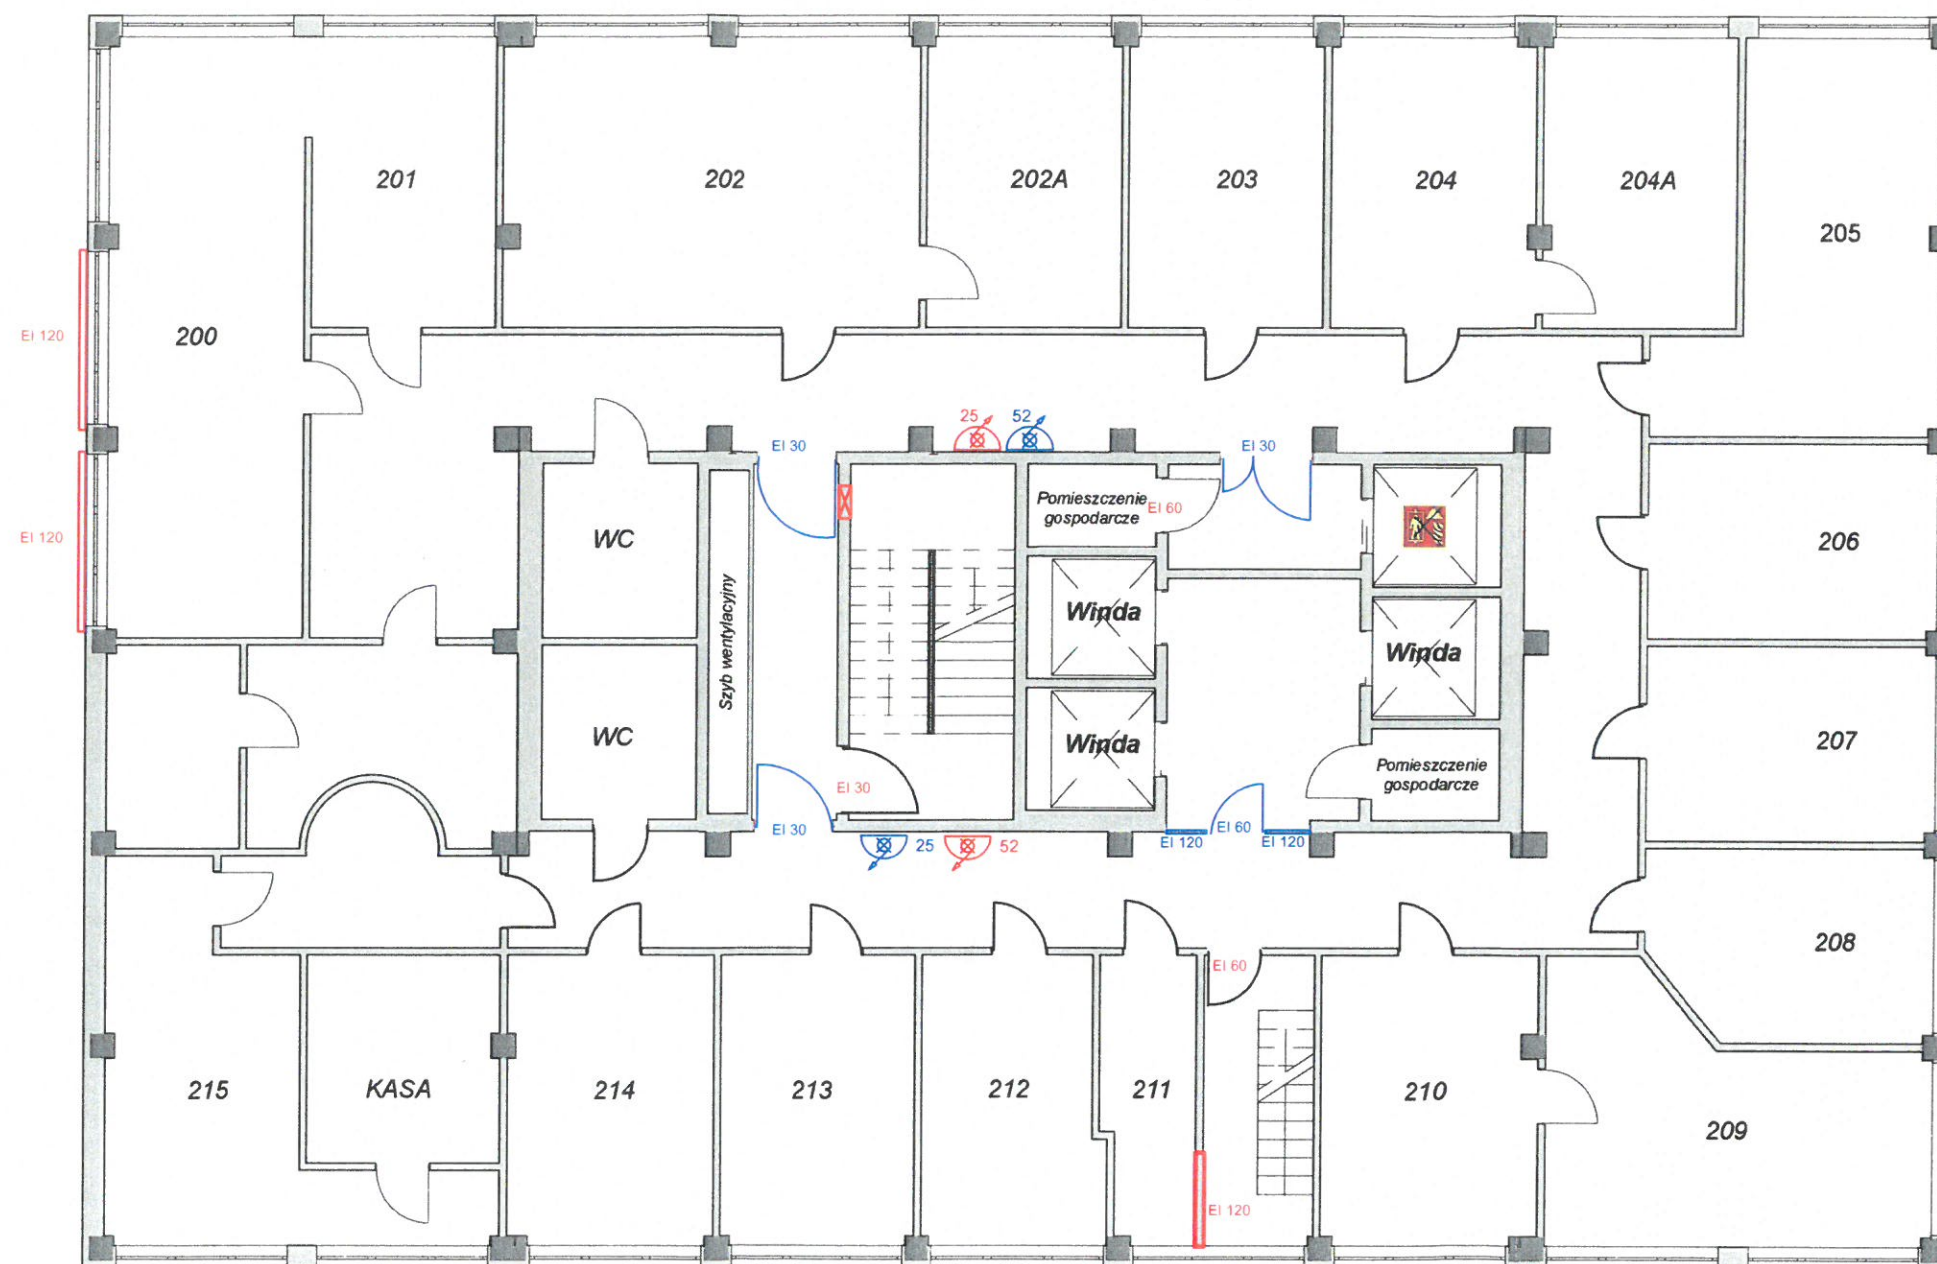 201
202
202A
203
204
204A
205
EI 120
200
25
52
EI 30
EI 30
Pomieszczenie
gospodarcze
EI 60
EI 120
WC
206
Szyb wentylacyjny
Winda
Winda
WC
Winda
207
Pomieszczenie
gospodarcze
EI 30
EI 30
EI 60
EI 120
EI 120
25
52
208
EI 60
215
KASA
214
213
212
211
210
209
EI 120